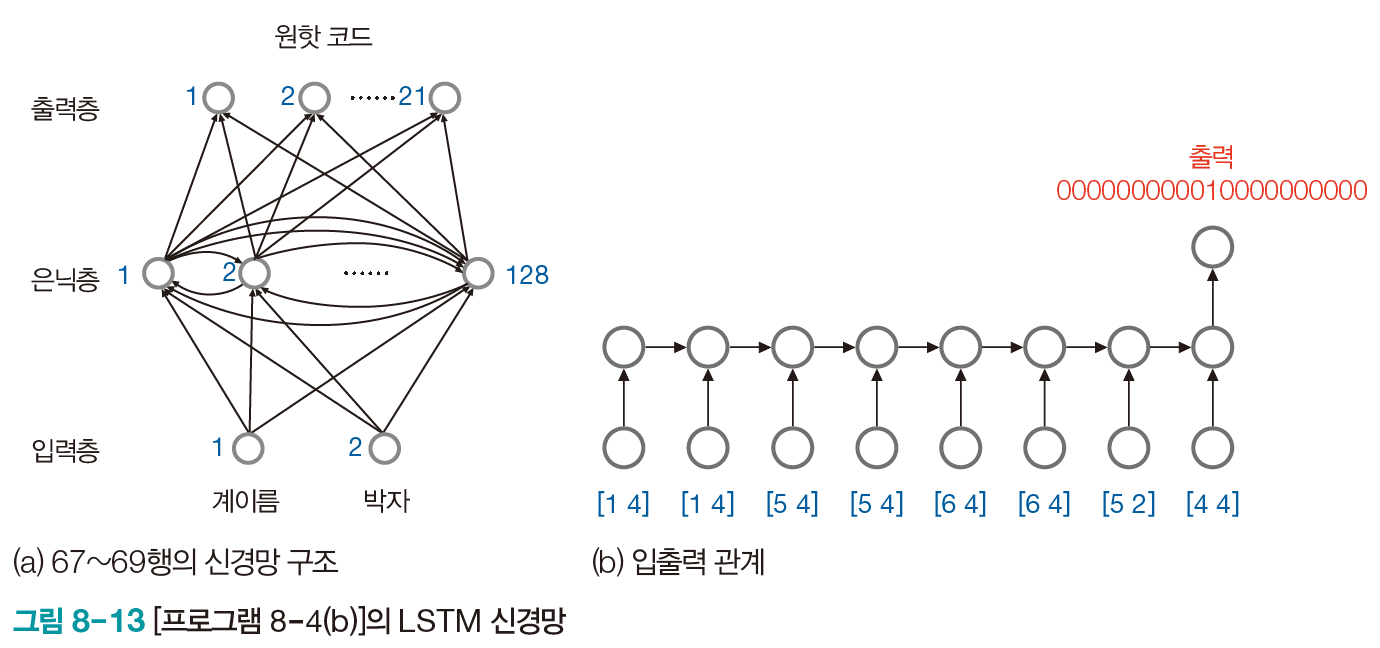 원핫 코드
출력층 1 2 ······ 21
은닉층 1 2 ······ 128
입력층 1 2
계이름 박자
(a) 67~69행의 신경망 구조
출력
000000000010000000000
[1 4] [1 4] [5 4] [5 4] [6 4] [6 4] [5 2] [4 4]
(b) 입출력 관계
그림 8-13 [프로그램 8-4(b)]의 LSTM 신경망